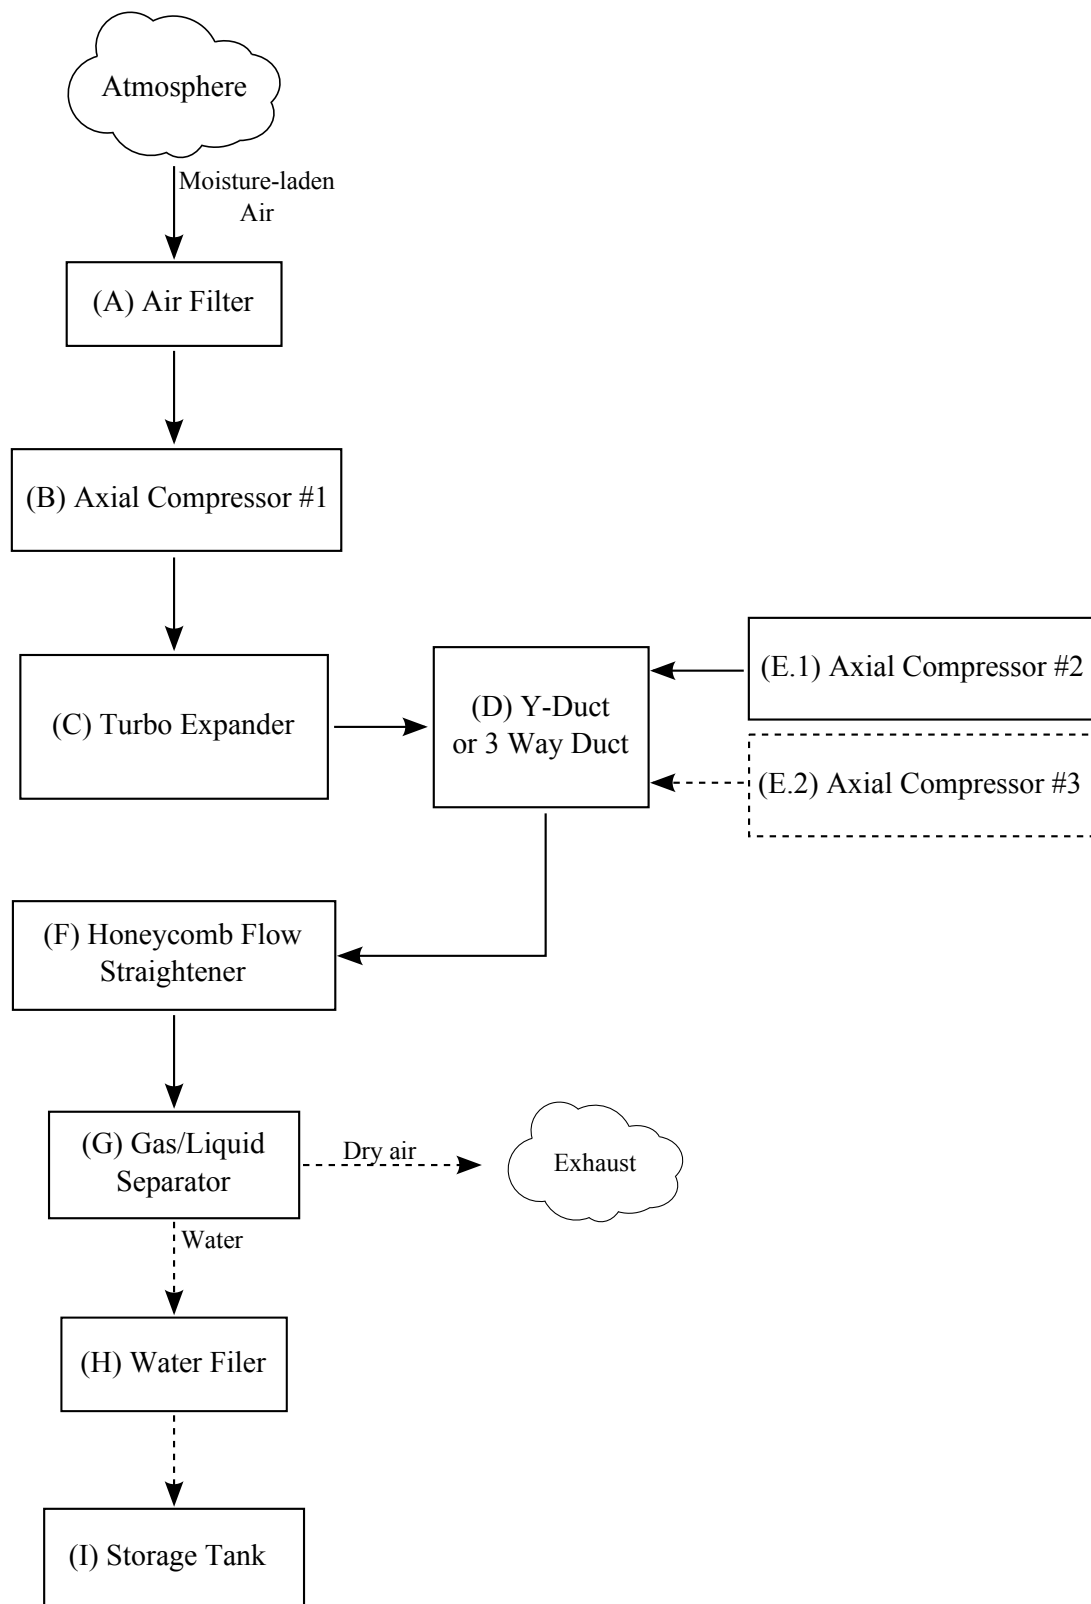 Atmosphere
Moisture-laden
Air
(A) Air Filter
(B) Axial Compressor #1
(C) Turbo Expander
(D) Y-Duct
or 3 Way Duct
(E.1) Axial Compressor #2
(E.2) Axial Compressor #3
(F) Honeycomb Flow
Straightener
(G) Gas/Liquid
Separator
Dry air
Exhaust
Water
(H) Water Filer
(I) Storage Tank